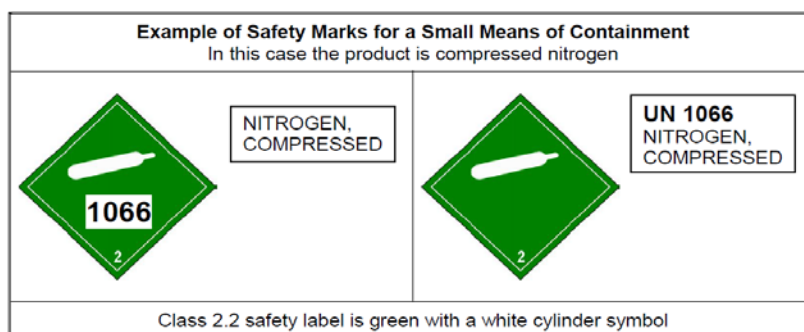 Example of Safety Marks for a Small Means of Containment
In this case the product is compressed nitrogen
1066
2
NITROGEN,
COMPRESSED
2
UN 1066
NITROGEN,
COMPRESSED
Class 2.2 safety label is green with a white cylinder symbol